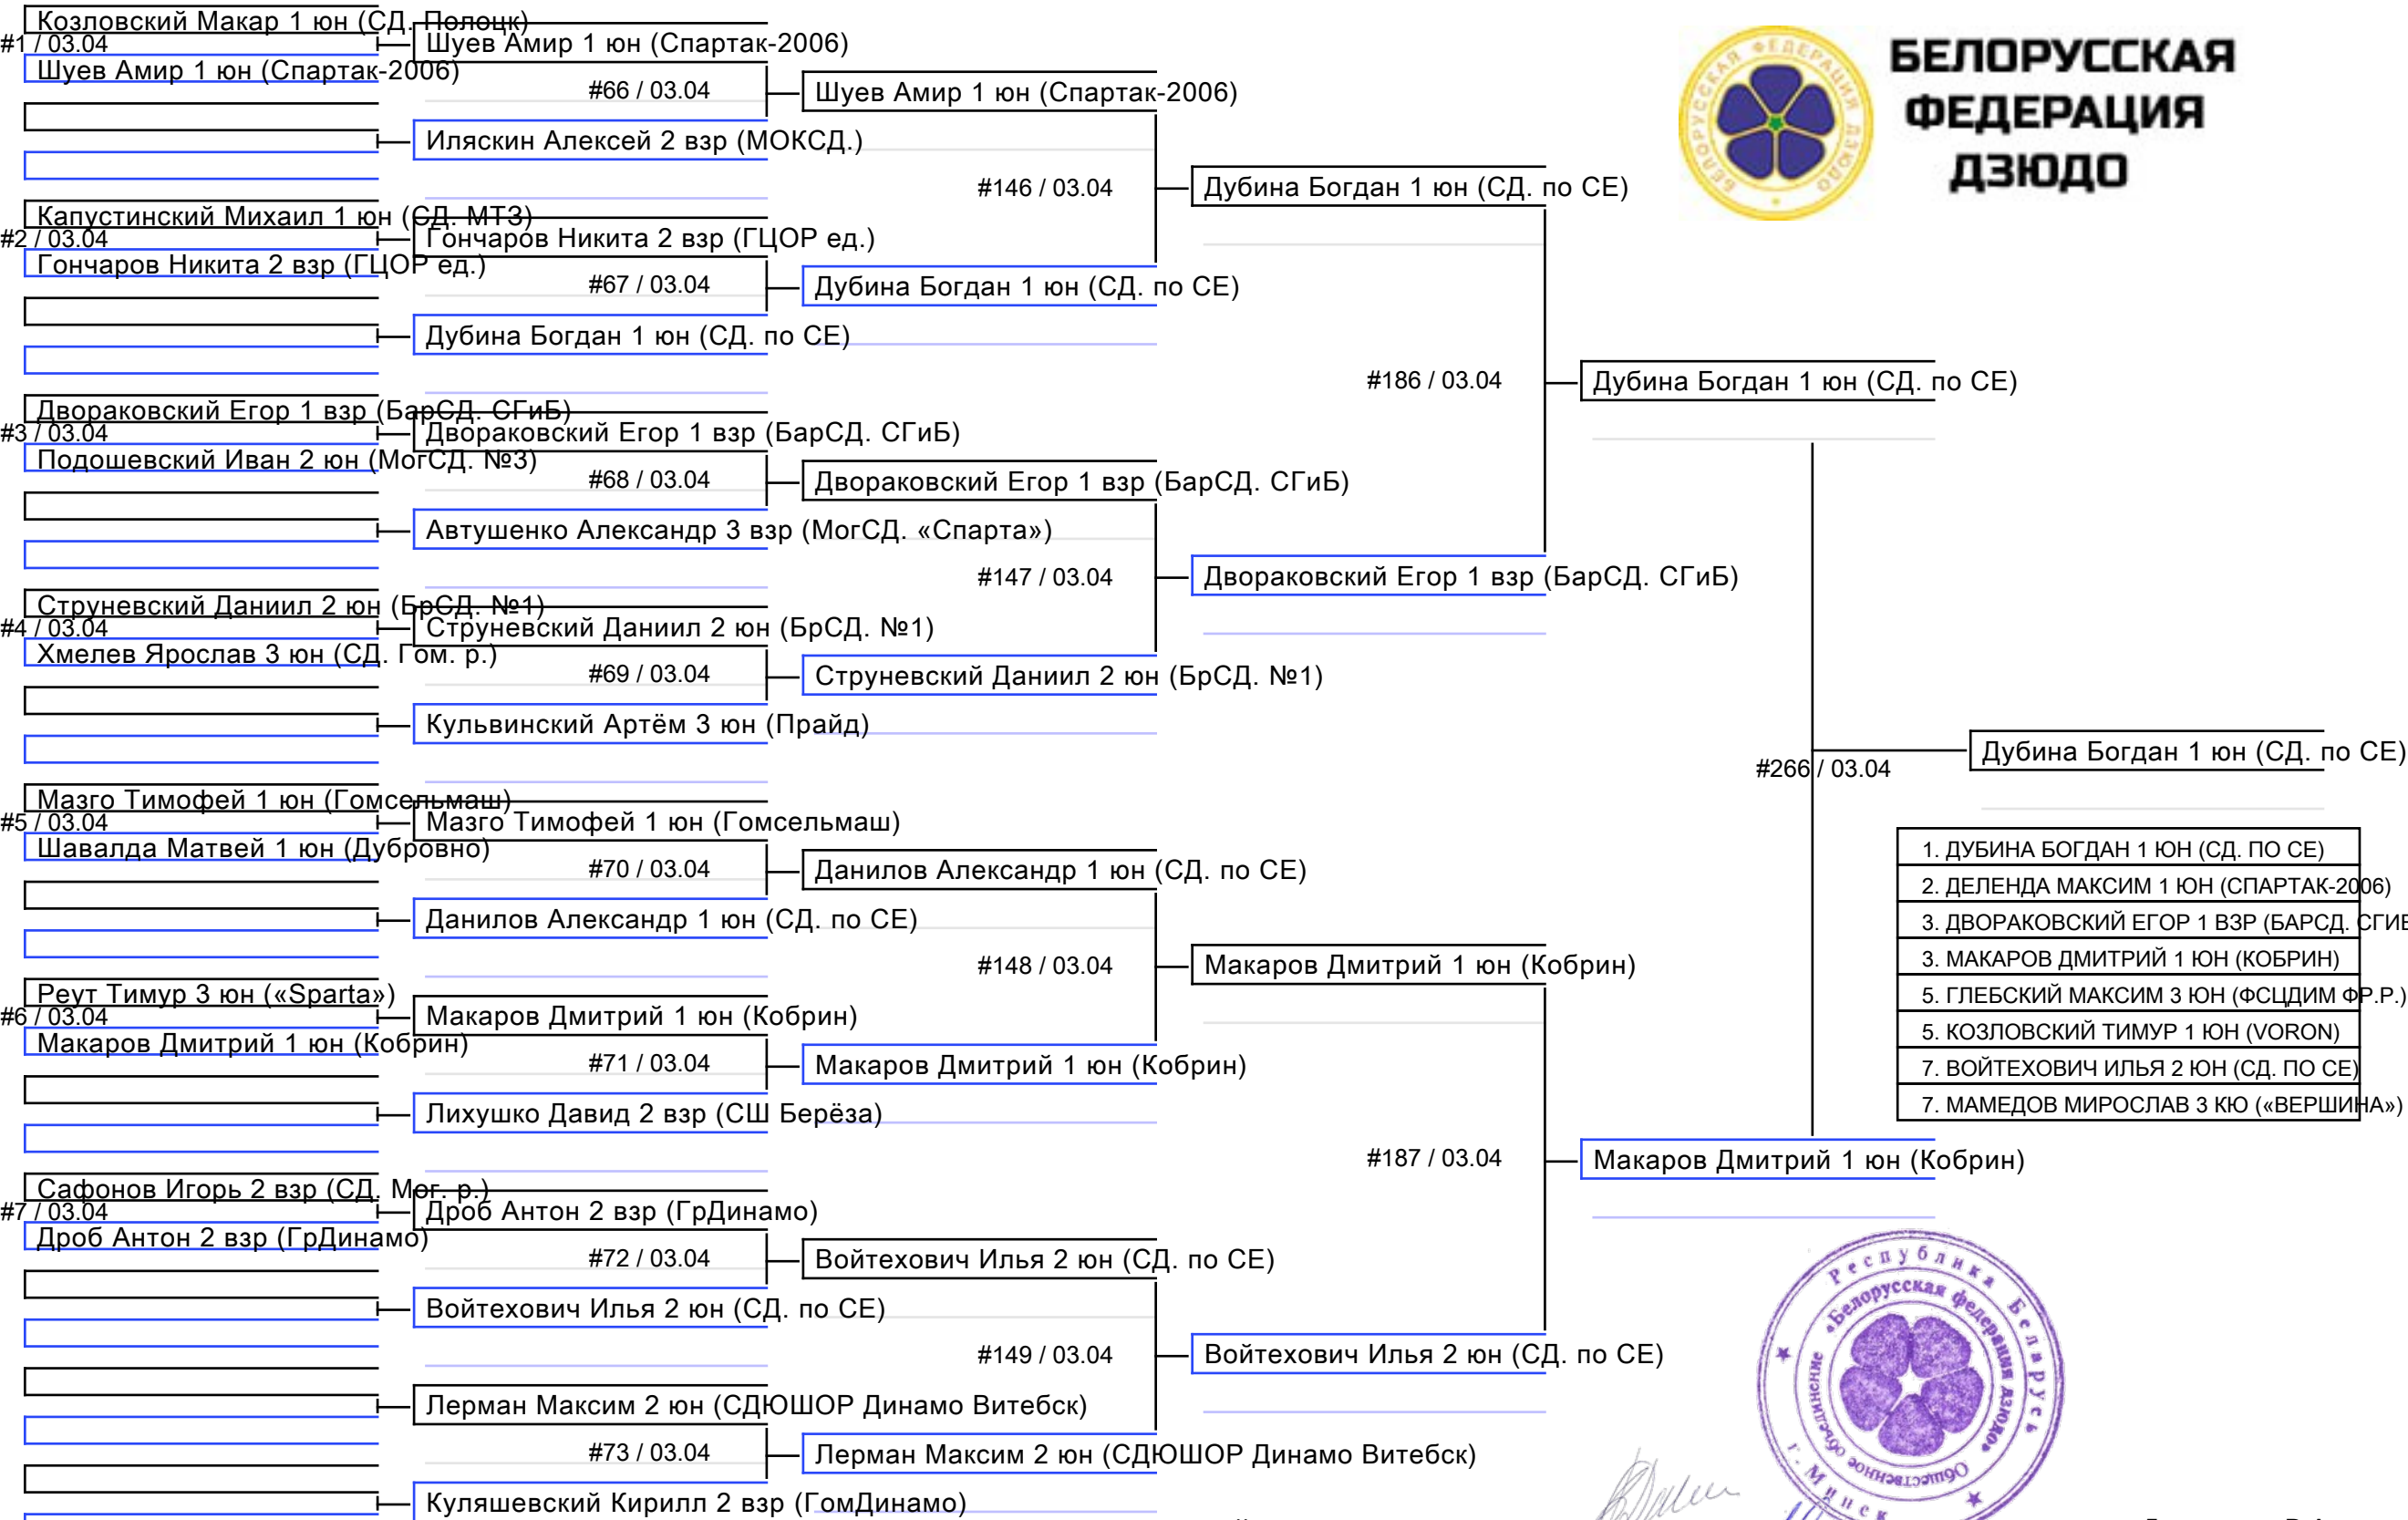 БЕЛОРУССКАЯ
ФЕДЕРАЦИЯ
ДЗЮДО
БЕЛОРУССКАЯ ФЕДЕРАЦИЯ ДЗЮДО
Козловский Макар 1 юн (СД. Полоцк)
#1 / 03.04
Шуев Амир 1 юн (Спартак-2006)
Капустинский Михаил 1 юн (СД. МТЗ)
#2 / 03.04
Гончаров Никита 2 взр (ГЦОР ед.)
Двораковский Егор 1 взр (БарСД. СГиБ)
#3 / 03.04
Подошевский Иван 2 юн (МогСД. №3)
Струневский Даниил 2 юн (БрСД. №1)
#4 / 03.04
Хмелев Ярослав 3 юн (СД. Гом. р.)
Мазго Тимофей 1 юн (Гомсельмаш)
#5 / 03.04
Шавалда Матвей 1 юн (Дубровно)
Реут Тимур 3 юн («Sparta»)
#6 / 03.04
Макаров Дмитрий 1 юн (Кобрин)
Сафонов Игорь 2 взр (СД. Мог. р.)
#7 / 03.04
Дроб Антон 2 взр (ГрДинамо)
Шуев Амир 1 юн (Спартак-2006)
#66 / 03.04
Иляскин Алексей 2 взр (МОКСД.)
Гончаров Никита 2 взр (ГЦОР ед.)
#67 / 03.04
Дубина Богдан 1 юн (СД. по СЕ)
Двораковский Егор 1 взр (БарСД. СГиБ)
#68 / 03.04
Автушенко Александр 3 взр (МогСД. «Спарта»)
Струневский Даниил 2 юн (БрСД. №1)
#69 / 03.04
Кульвинский Артём 3 юн (Прайд)
Мазго Тимофей 1 юн (Гомсельмаш)
#70 / 03.04
Данилов Александр 1 юн (СД. по СЕ)
Макаров Дмитрий 1 юн (Кобрин)
#71 / 03.04
Лихушко Давид 2 взр (СШ Берёза)
Дроб Антон 2 взр (ГрДинамо)
#72 / 03.04
Войтехович Илья 2 юн (СД. по СЕ)
Лерман Максим 2 юн (СДЮШОР Динамо Витебск)
#73 / 03.04
Куляшевский Кирилл 2 взр (ГомДинамо)
Шуев Амир 1 юн (Спартак-2006)
#146 / 03.04
Дубина Богдан 1 юн (СД. по СЕ)
Двораковский Егор 1 взр (БарСД. СГиБ)
#147 / 03.04
Струневский Даниил 2 юн (БрСД. №1)
Данилов Александр 1 юн (СД. по СЕ)
#148 / 03.04
Макаров Дмитрий 1 юн (Кобрин)
Войтехович Илья 2 юн (СД. по СЕ)
#149 / 03.04
Лерман Максим 2 юн (СДЮШОР Динамо Витебск)
Дубина Богдан 1 юн (СД. по СЕ)
#186 / 03.04
Двораковский Егор 1 взр (БарСД. СГиБ)
Макаров Дмитрий 1 юн (Кобрин)
#187 / 03.04
Войтехович Илья 2 юн (СД. по СЕ)
Дубина Богдан 1 юн (СД. по СЕ)
#266 / 03.04
Макаров Дмитрий 1 юн (Кобрин)
Дубина Богдан 1 юн (СД. по СЕ)
1. ДУБИНА БОГДАН 1 ЮН (СД. ПО СЕ)
2. ДЕЛЕНДА МАКСИМ 1 ЮН (СПАРТАК-2006)
3. ДВОРАКОВСКИЙ ЕГОР 1 ВЗР (БАРСД. СГИБ
3. МАКАРОВ ДМИТРИЙ 1 ЮН (КОБРИН)
5. ГЛЕБСКИЙ МАКСИМ 3 ЮН (ФСЦДИМ ФР.Р.)
5. КОЗЛОВСКИЙ ТИМУР 1 ЮН (VORON)
7. ВОЙТЕХОВИЧ ИЛЬЯ 2 ЮН (СД. ПО СЕ)
7. МАМЕДОВ МИРОСЛАВ 3 КЮ («ВЕРШИНА»)
Республика Беларусь
г. Минск
Общественное объединение
«Белорусская федерация дзюдо»